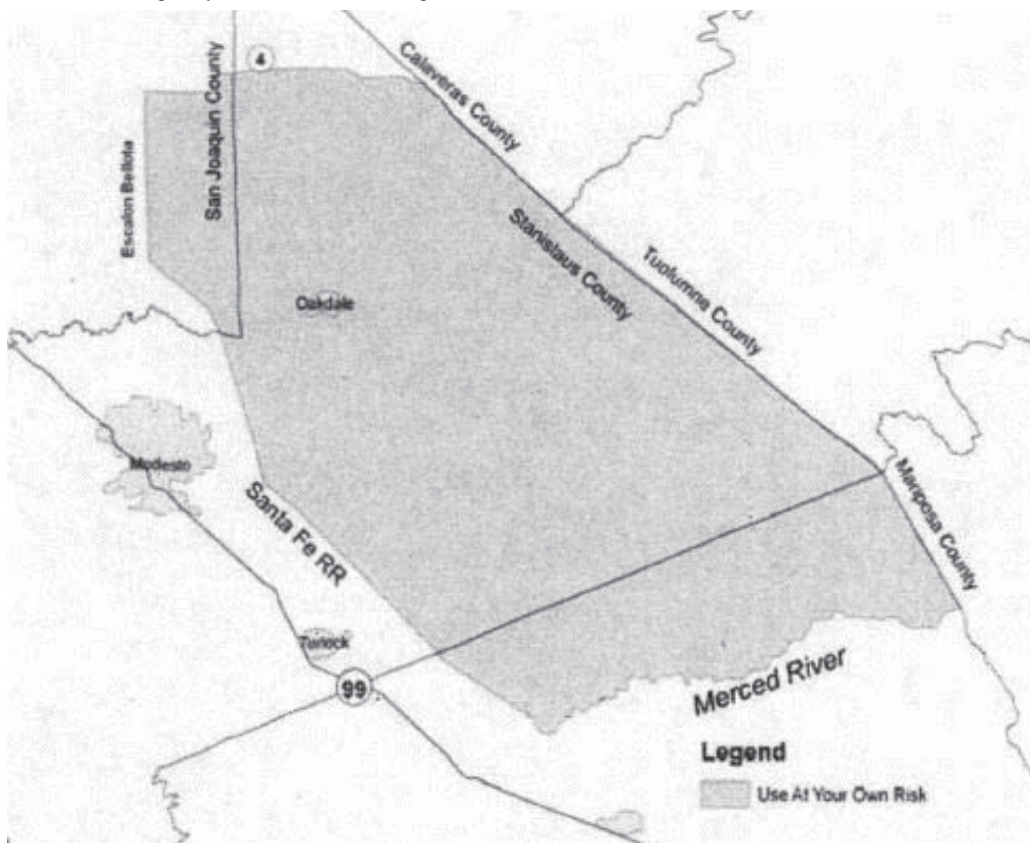 4
Calaveras County
San Joaquin County
Escalon Bellota
Stanislaus County
Tuolumne County
Oakdale
Modesto
Mariposa County
Santa Fe RR
Turlock
99
Merced River
Legend
Use At Your Own Risk